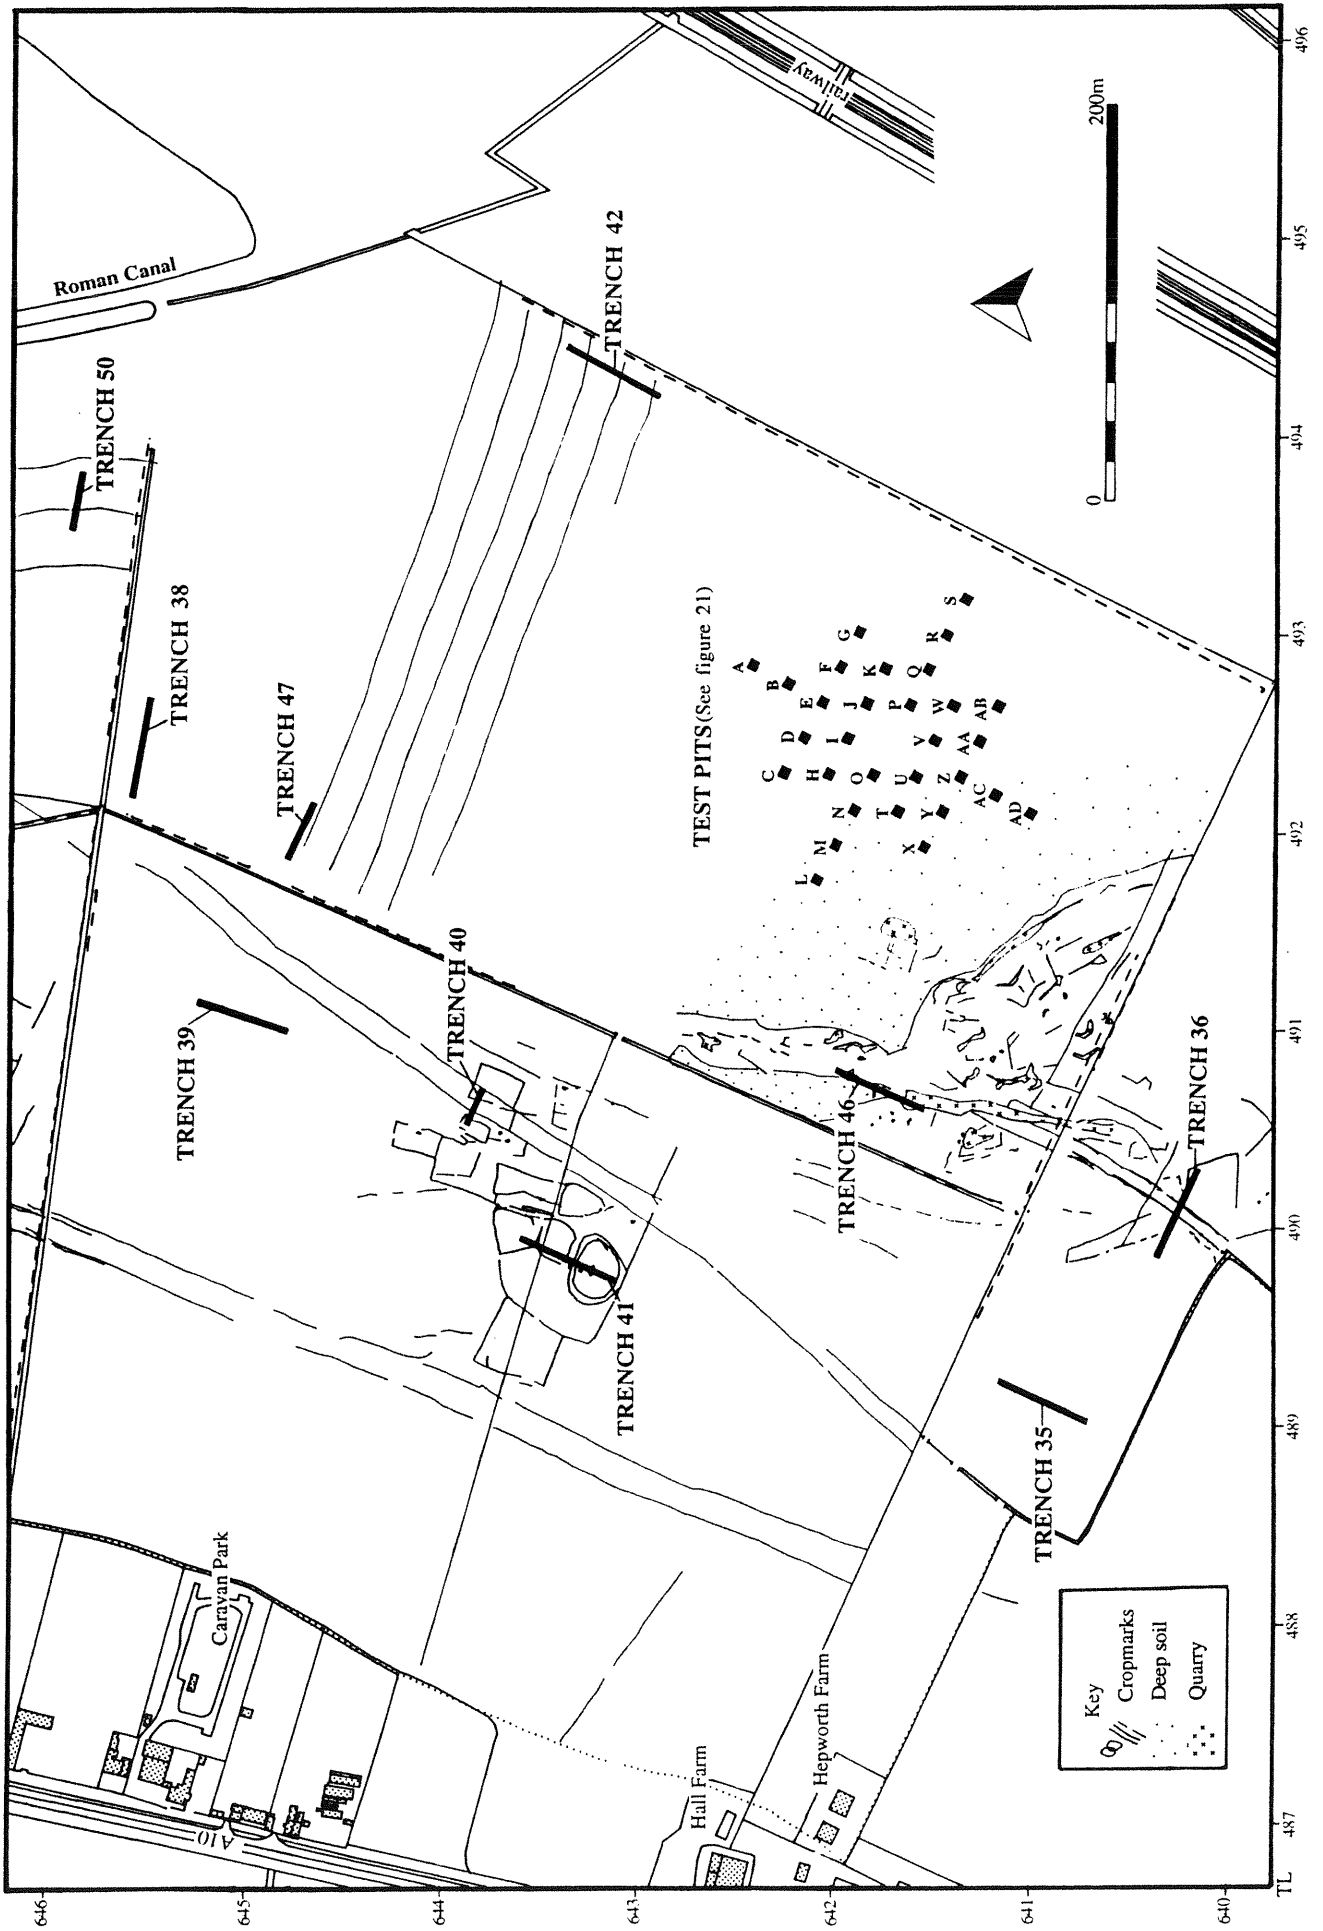 Roman Canal
railway
TRENCH 50
TRENCH 38
TRENCH 47
TRENCH 42
TRENCH 39
TRENCH 40
TRENCH 41
TRENCH 46
TRENCH 36
TRENCH 35
TEST PITS (See figure 21)
A
B
C
D
E
F
G
H
I
J
K
L
M
N
O
P
Q
R
S
T
U
V
W
X
Y
Z
AA
AB
AC
AD
Caravan Park
A10
Hall Farm
Hepworth Farm
0
200m
Key
Cropmarks
Deep soil
Quarry
TL
487
488
489
490
491
492
493
494
495
496
640
641
642
643
644
645
646